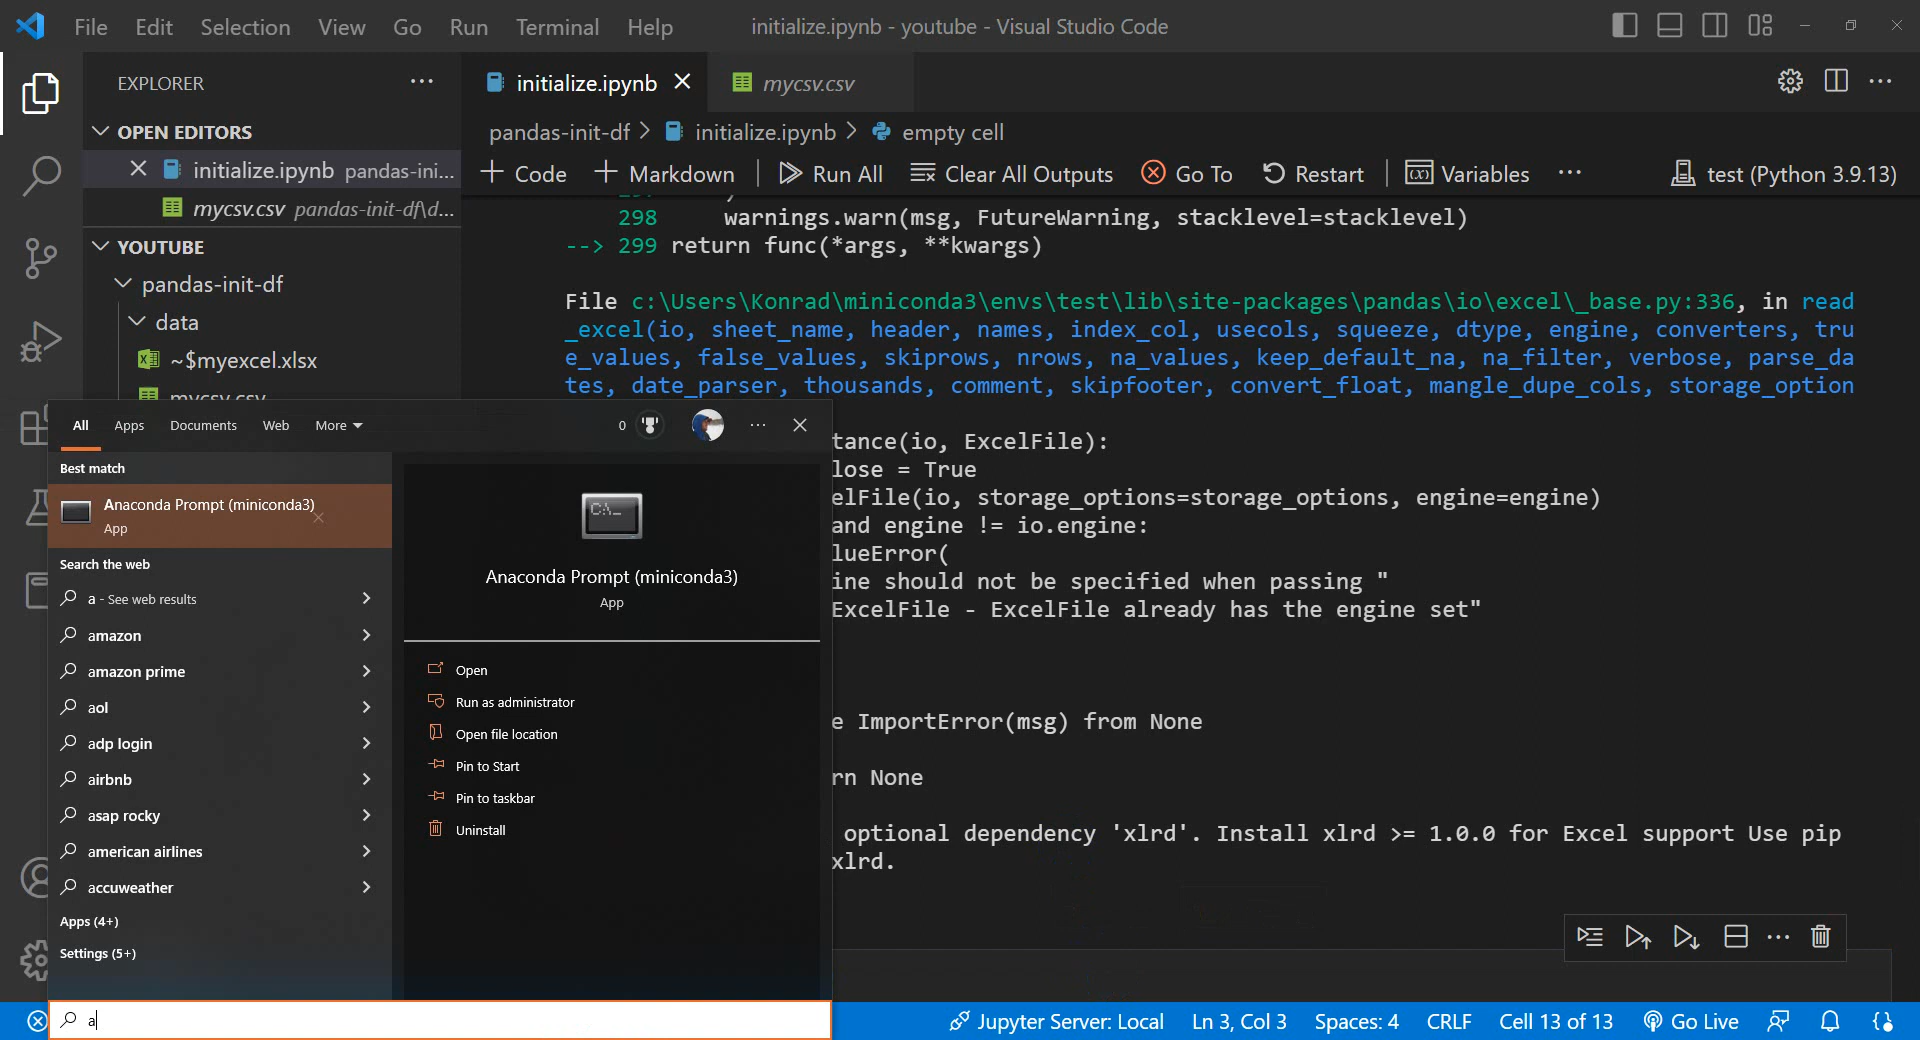 File Edit Selection View Go Run Terminal Help
initialize.ipynb - youtube - Visual Studio Code
EXPLORER
OPEN EDITORS
initialize.ipynb pandas-ini...
mycsv.csv pandas-init-df\d...
YOUTUBE
pandas-init-df
data
~$myexcel.xlsx
mycsv.csv
initialize.ipynb
mycsv.csv
pandas-init-df > initialize.ipynb > empty cell
+ Code + Markdown Run All Clear All Outputs Go To Restart Variables ... test (Python 3.9.13)
298 warnings.warn(msg, FutureWarning, stacklevel=stacklevel)
--> 299 return func(*args, **kwargs)
File c:\Users\Konrad\miniconda3\envs\test\lib\site-packages\pandas\io\excel\_base.py:336, in read
_excel(io, sheet_name, header, names, index_col, usecols, squeeze, dtype, engine, converters, tru
e_values, false_values, skiprows, nrows, na_values, keep_default_na, na_filter, verbose, parse_da
tes, date_parser, thousands, comment, skipfooter, convert_float, mangle_dupe_cols, storage_option
tance(io, ExcelFile):
lose = True
elFile(io, storage_options=storage_options, engine=engine)
and engine != io.engine:
lueError(
ine should not be specified when passing "
ExcelFile - ExcelFile already has the engine set"
e ImportError(msg) from None
rn None
optional dependency 'xlrd'. Install xlrd >= 1.0.0 for Excel support Use pip
xlrd.
All Apps Documents Web More
0
Best match
Anaconda Prompt (miniconda3)
App
Search the web
a - See web results
amazon
amazon prime
aol
adp login
airbnb
asap rocky
american airlines
accuweather
Apps (4+)
Settings (5+)
C:\_
Anaconda Prompt (miniconda3)
App
Open
Run as administrator
Open file location
Pin to Start
Pin to taskbar
Uninstall
a
Jupyter Server: Local Ln 3, Col 3 Spaces: 4 CRLF Cell 13 of 13 Go Live